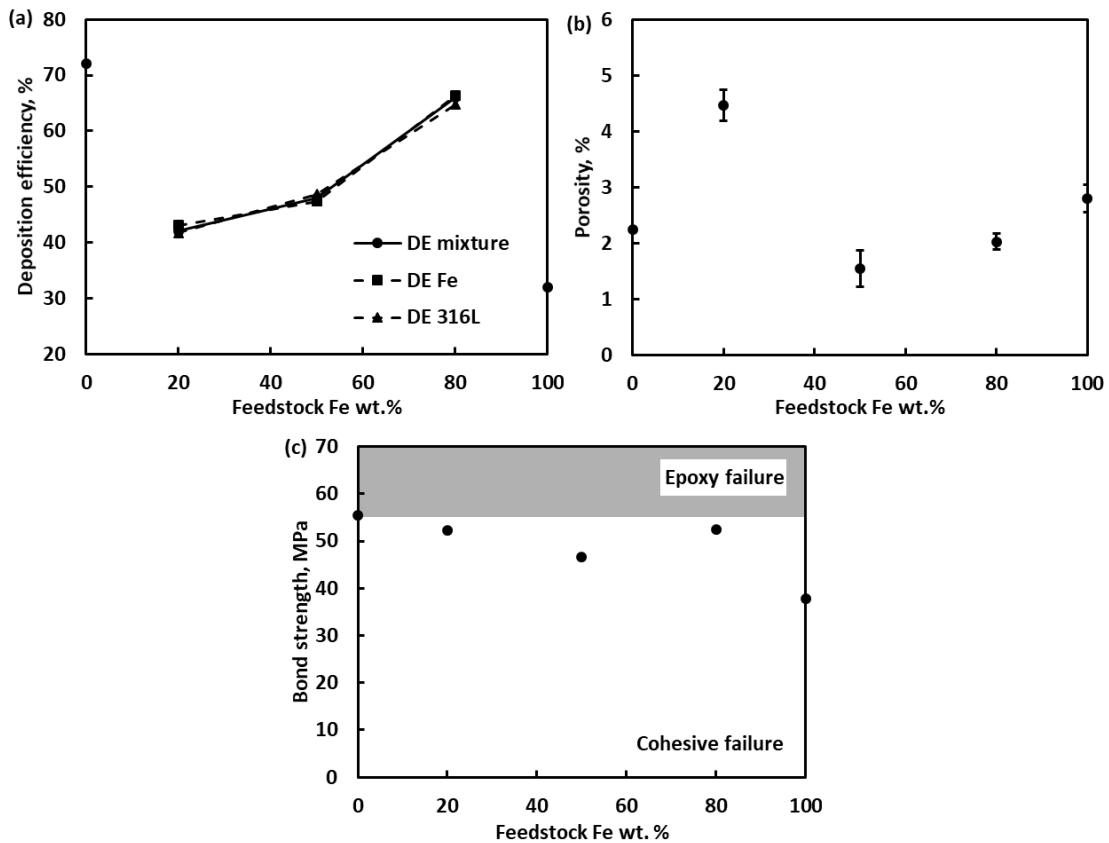 (a)
80
70
60
50
40
30
20
Deposition efficiency, %
DE mixture
DE Fe
DE 316L
0 20 40 60 80 100
Feedstock Fe wt.%
(b)
6
5
4
3
2
1
0
Porosity, %
0 20 40 60 80 100
Feedstock Fe wt.%
(c)
70
60
50
40
30
20
10
0
Bond strength, MPa
Epoxy failure
Cohesive failure
0 20 40 60 80 100
Feedstock Fe wt. %